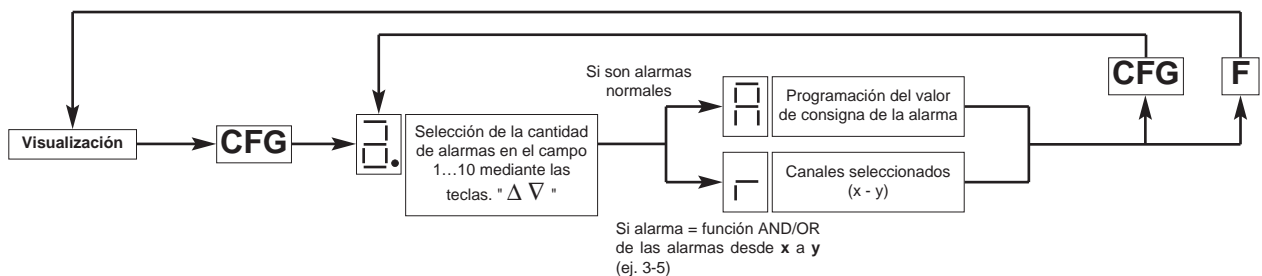 CFG
F
Si son alarmas
normales
A
Programación del valor
de consigna de la alarma
Visualización
CFG
a.
Selección de la cantidad
de alarmas en el campo
1...10 mediante las
teclas. " Δ ∇ "
r
Canales seleccionados
(x - y)
Si alarma = función AND/OR
de las alarmas desde x a y
(ej. 3-5)